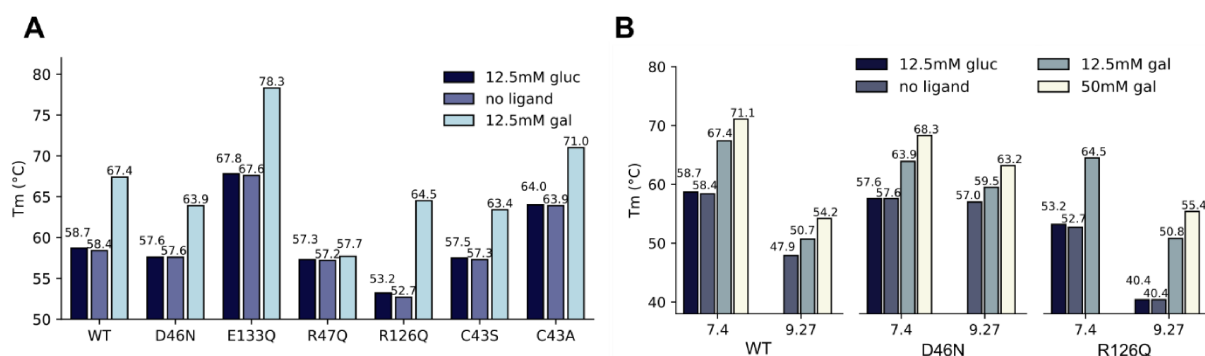 A
Tm (°C)
80
75
70
65
60
55
50
12.5mM gluc
no ligand
12.5mM gal
58.7 58.4 67.4
57.6 57.6 63.9
67.8 67.6 78.3
57.3 57.2 57.7
53.2 52.7 64.5
57.5 57.3 63.4
64.0 63.9 71.0
WT D46N E133Q R47Q R126Q C43S C43A
B
Tm (°C)
80
70
60
50
40
12.5mM gluc
no ligand
12.5mM gal
50mM gal
58.7 58.4 67.4 71.1
47.9 50.7 54.2
57.6 57.6 63.9 68.3
57.0 59.5 63.2
53.2 52.7 64.5
40.4 40.4 50.8 55.4
7.4 9.27 7.4 9.27 7.4 9.27
WT D46N R126Q